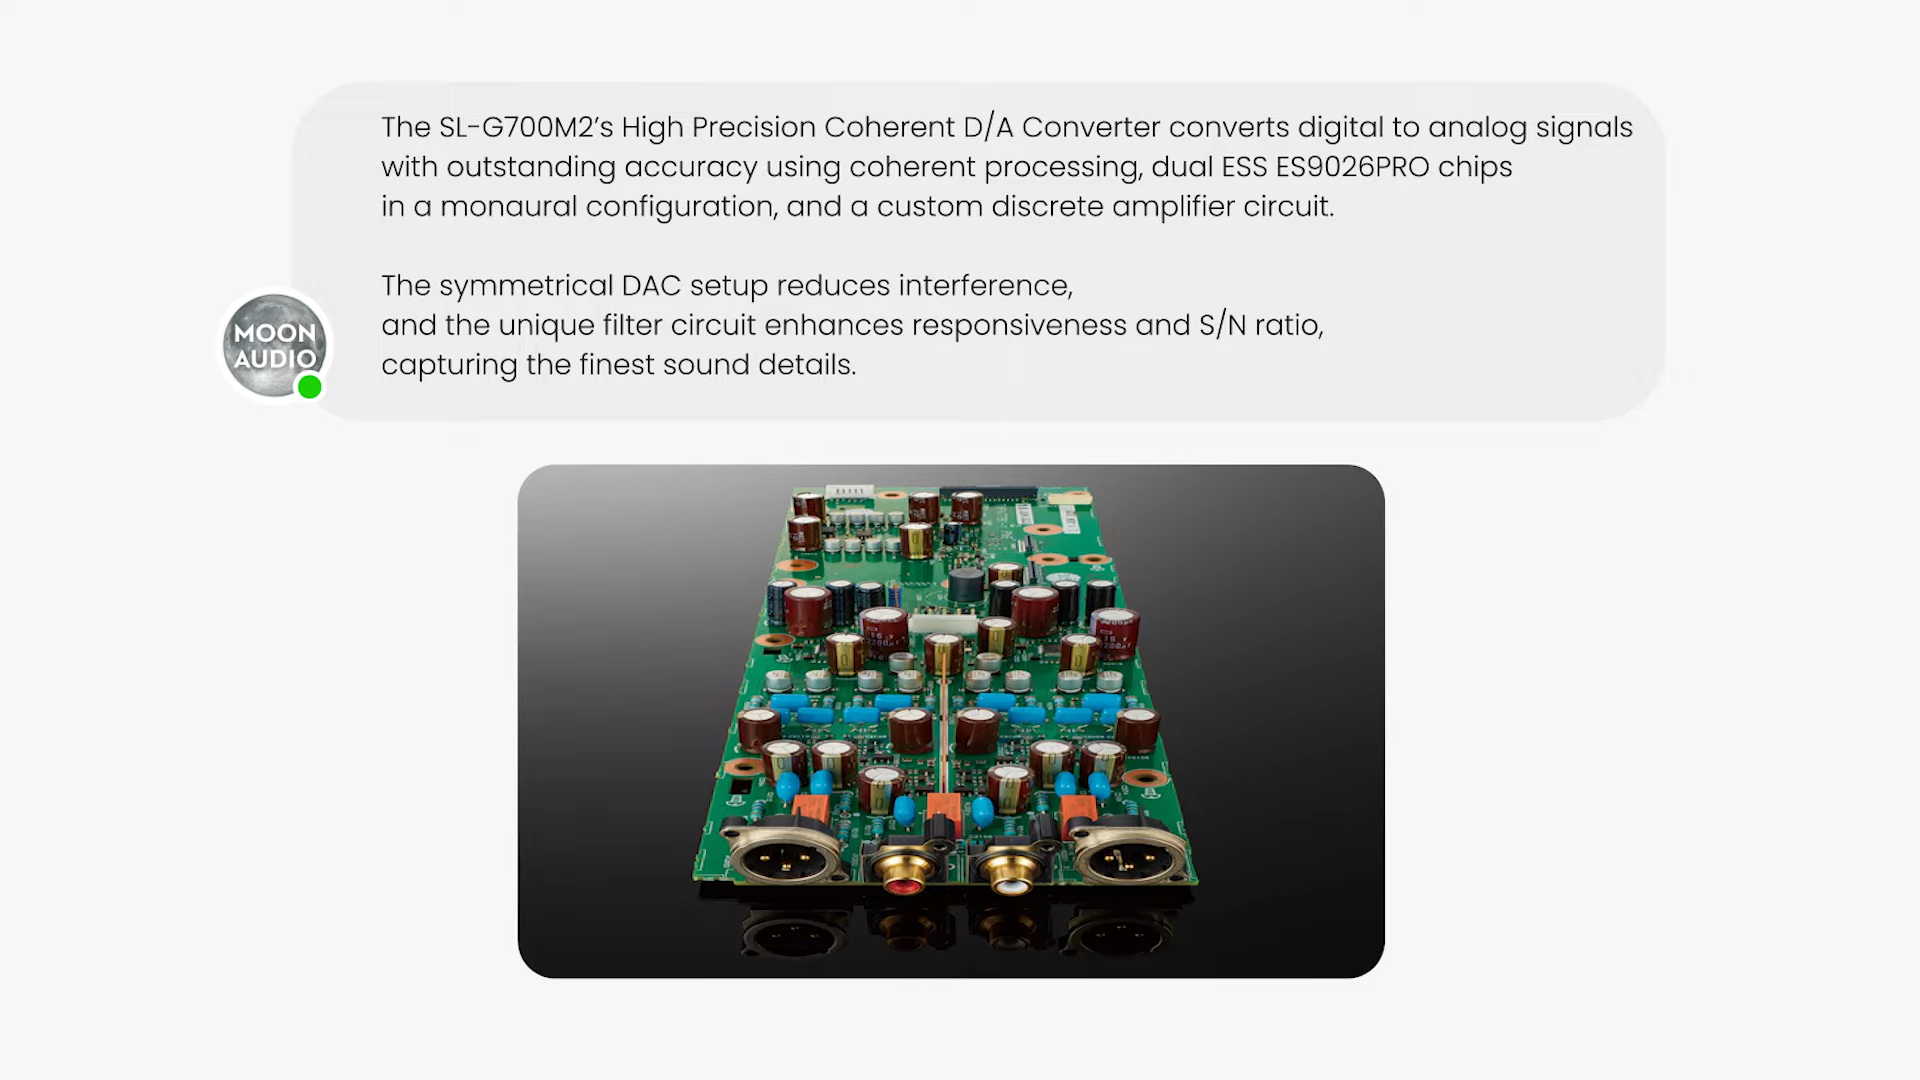 The SL-G700M2’s High Precision Coherent D/A Converter converts digital to analog signals
with outstanding accuracy using coherent processing, dual ESS ES9026PRO chips
in a monaural configuration, and a custom discrete amplifier circuit.
The symmetrical DAC setup reduces interference,
and the unique filter circuit enhances responsiveness and S/N ratio,
capturing the finest sound details.
MOON
AUDIO